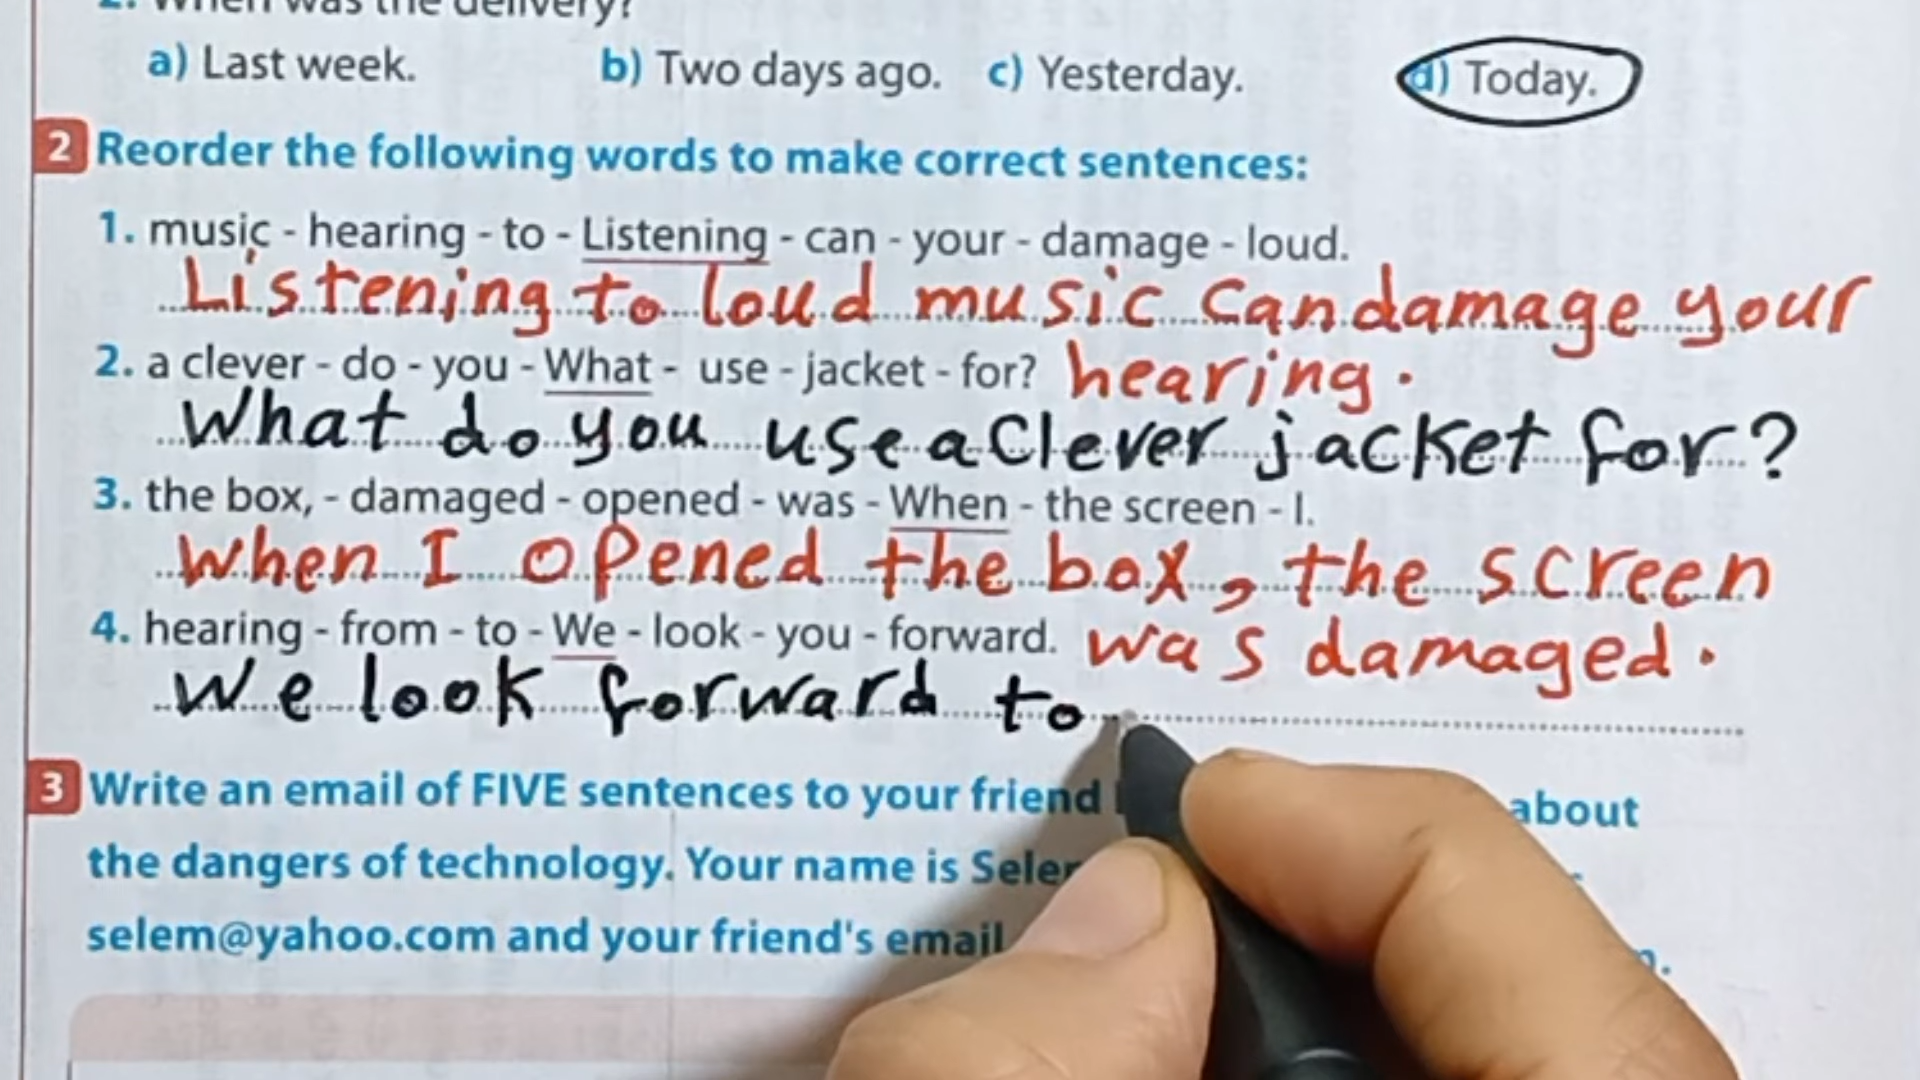 2. When was the delivery?
a) Last week. b) Two days ago. c) Yesterday. d) Today.
2 Reorder the following words to make correct sentences:
1. music - hearing - to - Listening - can - your - damage - loud.
Listening to loud music can damage your
2. a clever - do - you - What - use - jacket - for? hearing.
What do you use a clever jacket for?
3. the box, - damaged - opened - was - When - the screen - I.
When I opened the box, the screen
4. hearing - from - to - We - look - you - forward. was damaged.
We look forward to
3 Write an email of FIVE sentences to your friend about
the dangers of technology. Your name is
selem@yahoo.com and your friend's email